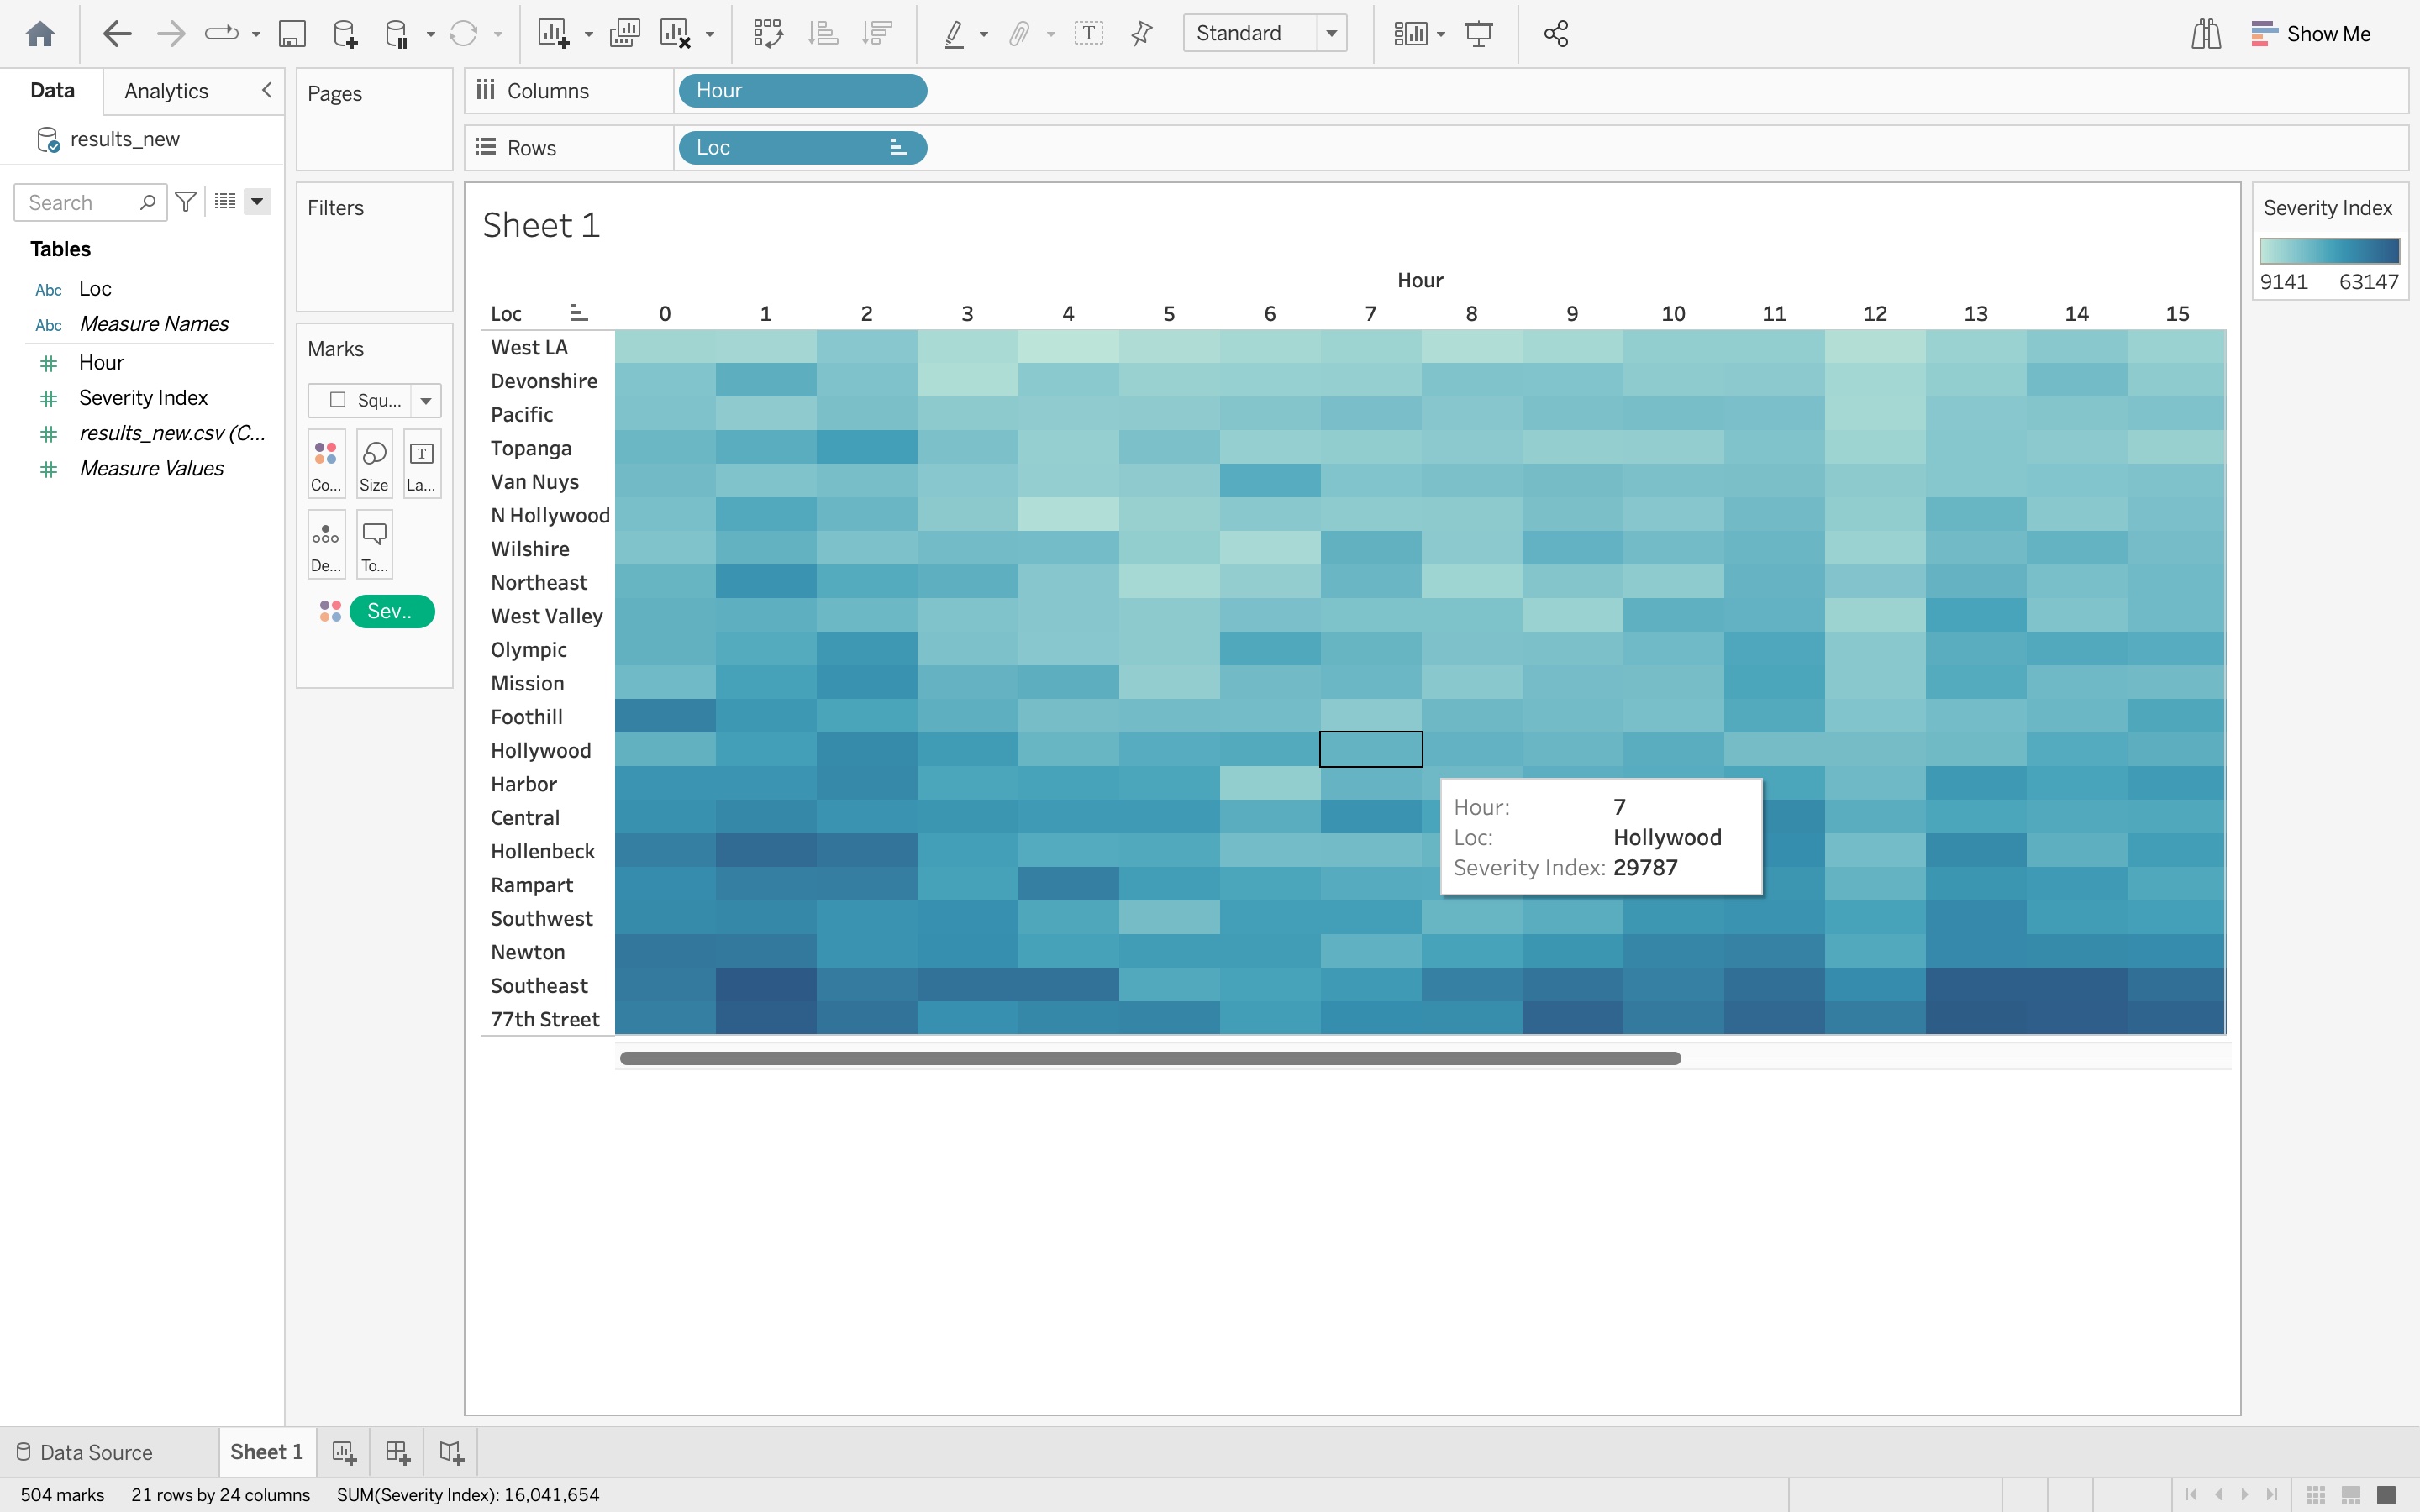 Standard
Show Me
Data
Analytics
results_new
Search
Tables
Abc Loc
Abc Measure Names
Hour
Severity Index
results_new.csv (C...
Measure Values
Pages
Filters
Marks
Squ...
Co...
Size
T
La...
De...
To...
Sev..
Columns
Hour
Rows
Loc
Sheet 1
Hour
Loc 0 1 2 3 4 5 6 7 8 9 10 11 12 13 14 15
West LA
Devonshire
Pacific
Topanga
Van Nuys
N Hollywood
Wilshire
Northeast
West Valley
Olympic
Mission
Foothill
Hollywood
Harbor
Central
Hollenbeck
Rampart
Southwest
Newton
Southeast
77th Street
Hour: 7
Loc: Hollywood
Severity Index: 29787
Severity Index
9141 63147
Data Source
Sheet 1
504 marks 21 rows by 24 columns SUM(Severity Index): 16,041,654